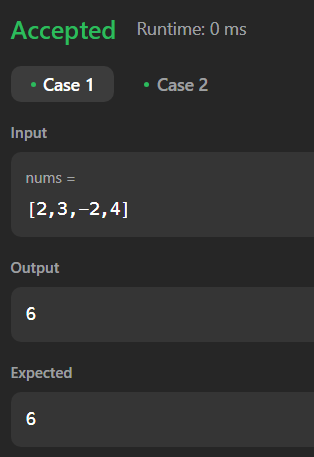 Accepted Runtime: 0 ms
• Case 1 • Case 2
Input
nums =
[2,3,-2,4]
Output
6
Expected
6